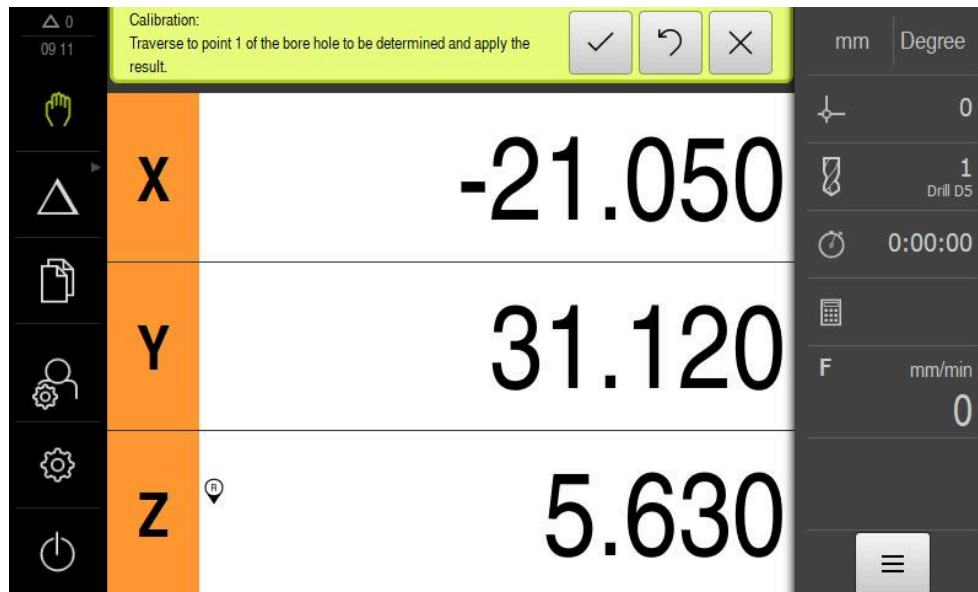 0
09 11
Calibration:
Traverse to point 1 of the bore hole to be determined and apply the
result.
mm Degree
X -21.050
Y 31.120
Z R 5.630
0
1
Drill D5
0:00:00
F mm/min
0